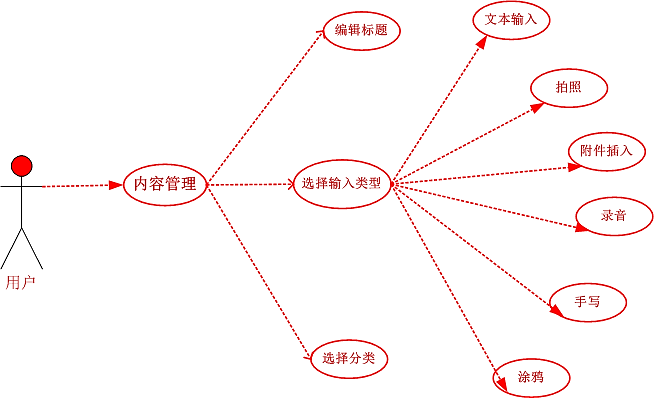 用户
内容管理
编辑标题
选择输入类型
选择分类
文本输入
拍照
附件插入
录音
手写
涂鸦